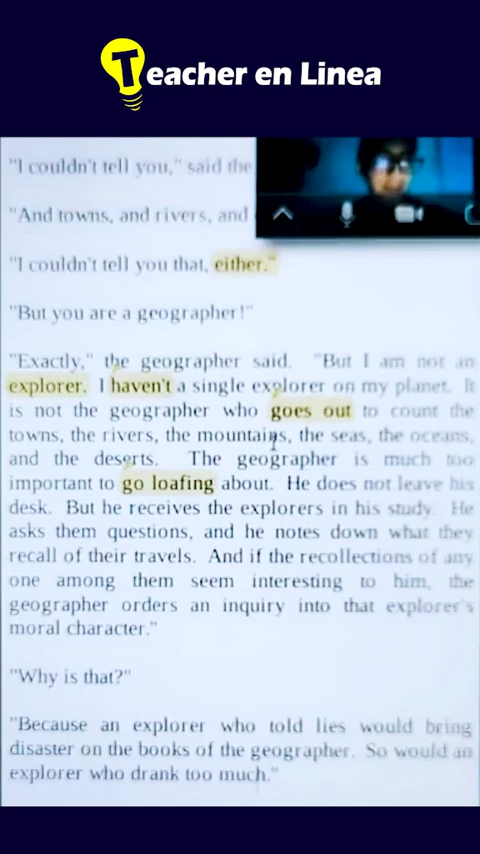 Teacher en Linea
"I couldn't tell you," said the
"And towns, and rivers, and
"I couldn't tell you that, either."
"But you are a geographer!"
"Exactly," the geographer said. "But I am not an
explorer. I haven't a single explorer on my planet. It
is not the geographer who goes out to count the
towns, the rivers, the mountains, the seas, the oceans,
and the deserts. The geographer is much too
important to go loafing about. He does not leave his
desk. But he receives the explorers in his study. He
asks them questions, and he notes down what they
recall of their travels. And if the recollections of any
one among them seem interesting to him, the
geographer orders an inquiry into that explorer's
moral character."
"Why is that?"
"Because an explorer who told lies would bring
disaster on the books of the geographer. So would an
explorer who drank too much."